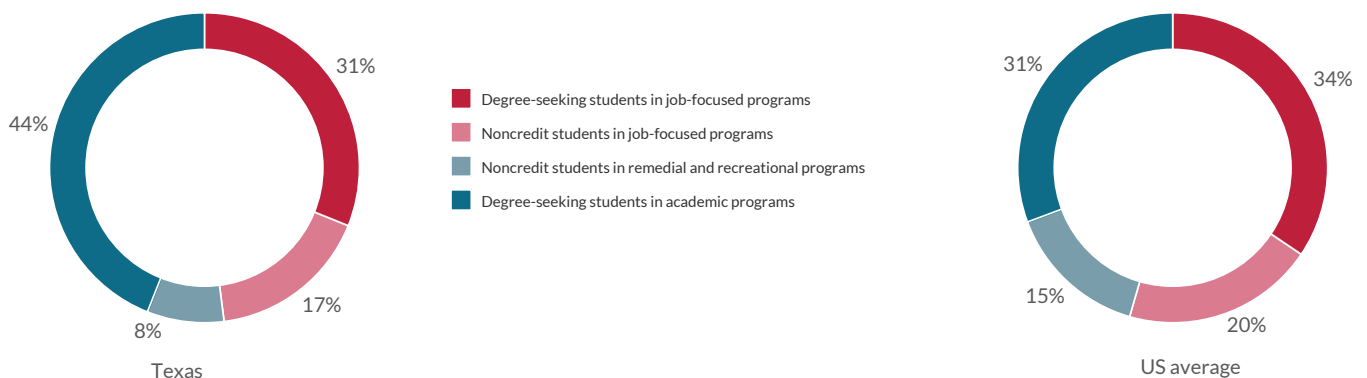 31%
44%
17%
8%
Texas
Degree-seeking students in job-focused programs
Noncredit students in job-focused programs
Noncredit students in remedial and recreational programs
Degree-seeking students in academic programs
31%
34%
15%
20%
US average